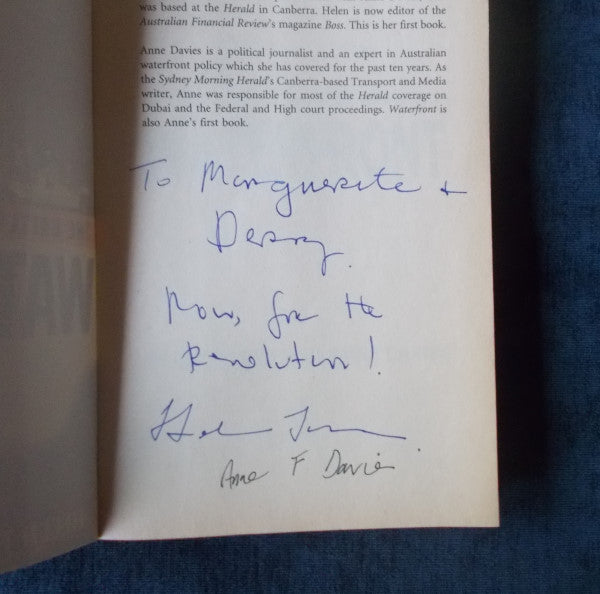 was based at the Herald in Canberra. Helen is now editor of the
Australian Financial Review's magazine Boss. This is her first book.
Anne Davies is a political journalist and an expert in Australian
waterfront policy which she has covered for the past ten years. As
the Sydney Morning Herald's Canberra-based Transport and Media
writer, Anne was responsible for most of the Herald coverage on
Dubai and the Federal and High court proceedings. Waterfront is
also Anne's first book.
To Marguerite +
Now, for the
Revolution!
Helen
Anne F Davies
WA